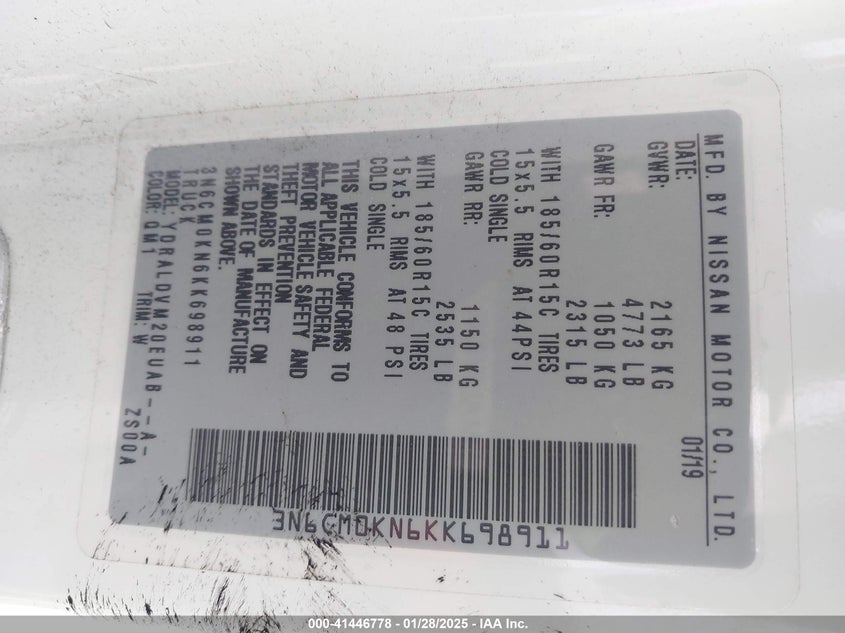 MFD. BY NISSAN MOTOR CO., LTD.
DATE: 01/19
GVWR: 2165 KG
4773 LB
GAWR FR: 1050 KG
2315 LB
WITH 185/60R15C TIRES
15x5.5 RIMS AT 44PSI
COLD SINGLE
GAWR RR: 1150 KG
2535 LB
WITH 185/60R15C TIRES
15x5.5 RIMS AT 48 PSI
COLD SINGLE
THIS VEHICLE CONFORMS TO
ALL APPLICABLE FEDERAL
MOTOR VEHICLE SAFETY AND
THEFT PREVENTION
STANDARDS IN EFFECT ON
THE DATE OF MANUFACTURE
SHOWN ABOVE.
3N6CM0KN6KK698911
TRUCK
MODEL: YDRALDVM20EUAB--A-
ZS00A
COLOR: QM1 TRIM: W
3N6CM0KN6KK698911
000-41446778 - 01/28/2025 - IAA Inc.